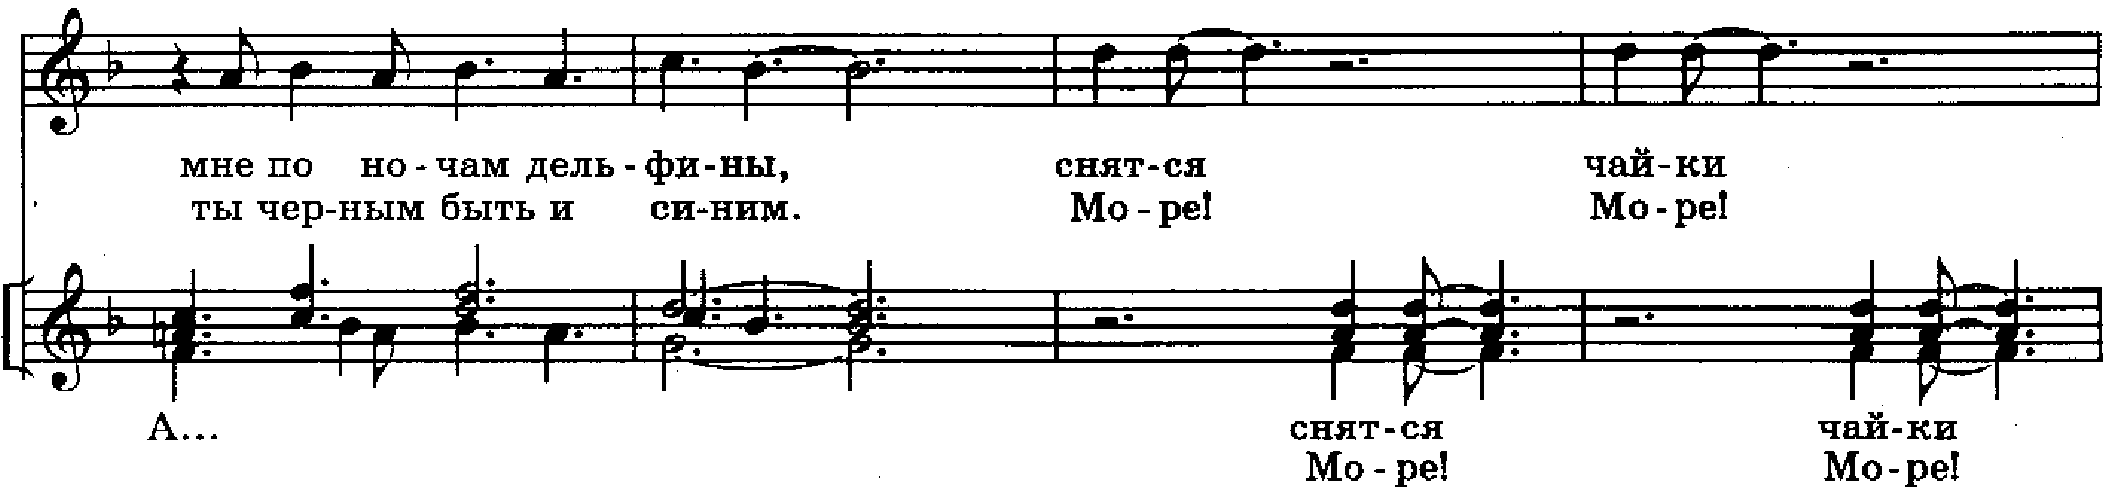 мне по но-чам дель-фи-ны, снят-ся чай-ки
ты чер-ным быть и си-ним. Мо-ре! Мо-ре!
А... снят-ся чай-ки
Мо-ре! Мо-ре!